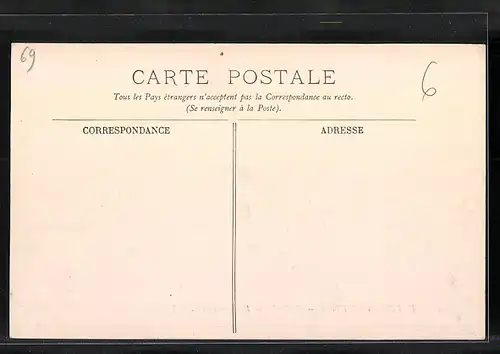 69
6
CARTE POSTALE
Tous les Pays étrangers n'acceptent pas la Correspondance au recto.
(Se renseigner à la Poste).
CORRESPONDANCE
ADRESSE